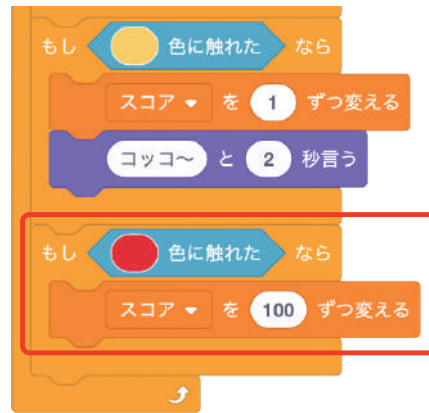 もし 色に触れた なら
スコア を 1 ずつ変える
コッコ〜 と 2 秒言う
もし 色に触れた なら
スコア を 100 ずつ変える